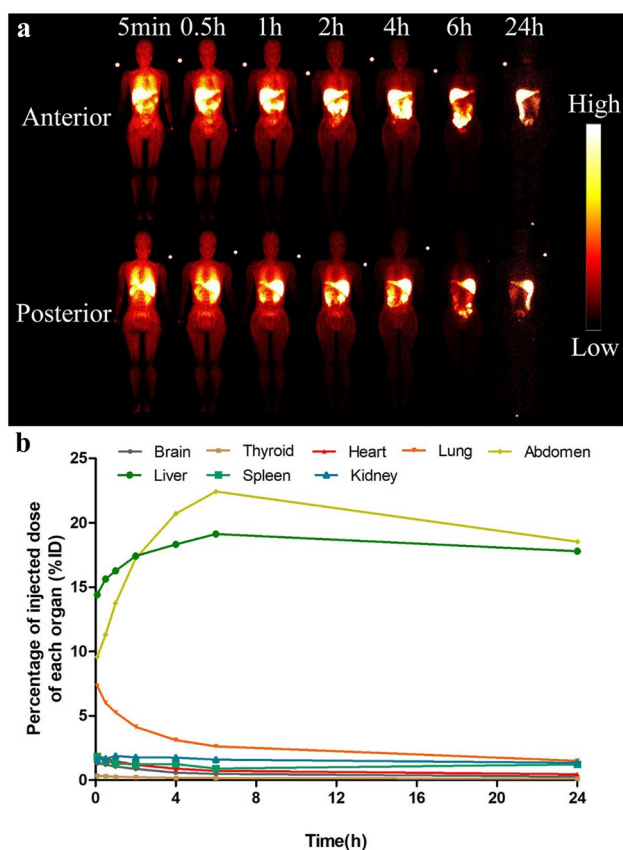 a
5min 0.5h 1h 2h 4h 6h 24h
Anterior
High
Posterior
Low
b
Brain Thyroid Heart Lung Abdomen
Liver Spleen Kidney
Percentage of injected dose
of each organ (%ID)
25
20
15
10
5
0
0 4 8 12 16 20 24
Time(h)